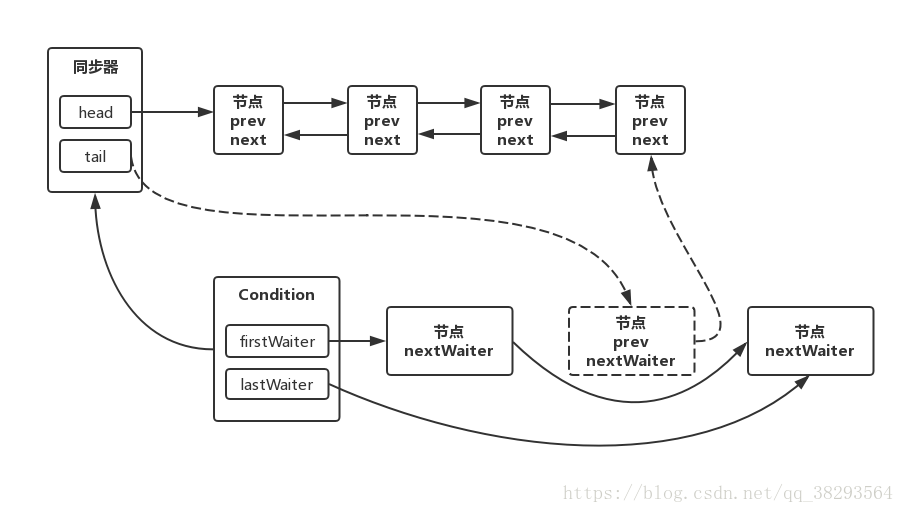 同步器
head
tail
节点
prev
next
节点
prev
next
节点
prev
next
节点
prev
next
Condition
firstWaiter
lastWaiter
节点
nextWaiter
节点
prev
nextWaiter
节点
nextWaiter
https://blog.csdn.net/qq_38293564